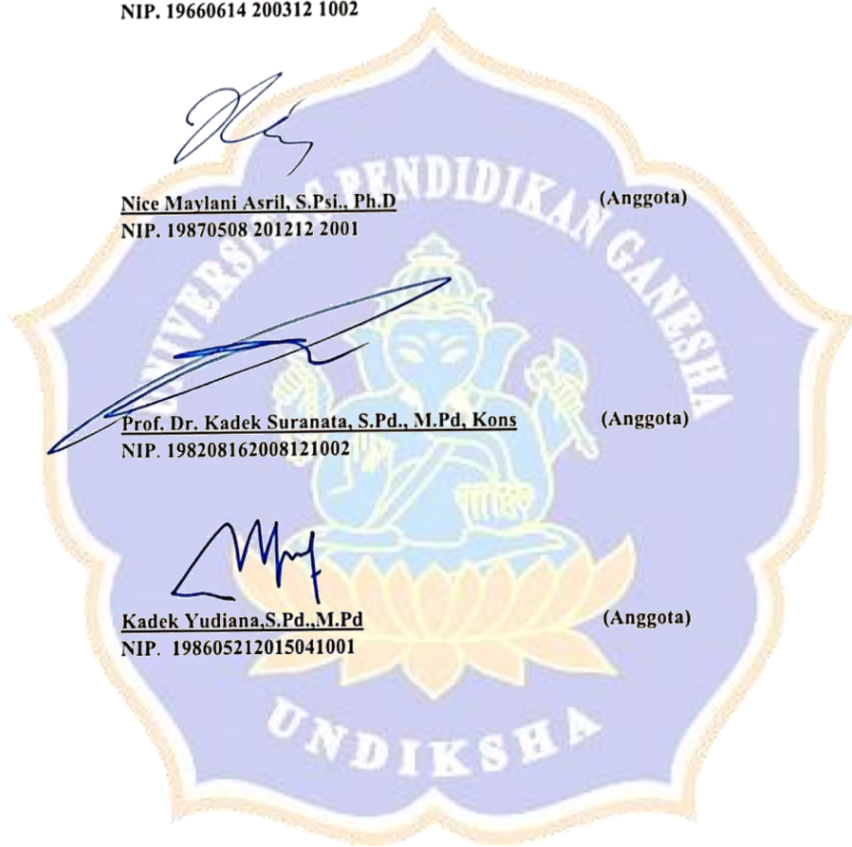 NIP. 19660614 200312 1002
UNIVERSITAS PENDIDIKAN GANESHA
Nice Maylani Asril, S.Psi., Ph.D (Anggota)
NIP. 19870508 201212 2001
Prof. Dr. Kadek Suranata, S.Pd., M.Pd, Kons (Anggota)
NIP. 198208162008121002
Kadek Yudiana,S.Pd.,M.Pd (Anggota)
NIP. 198605212015041001
UNDIKSHA